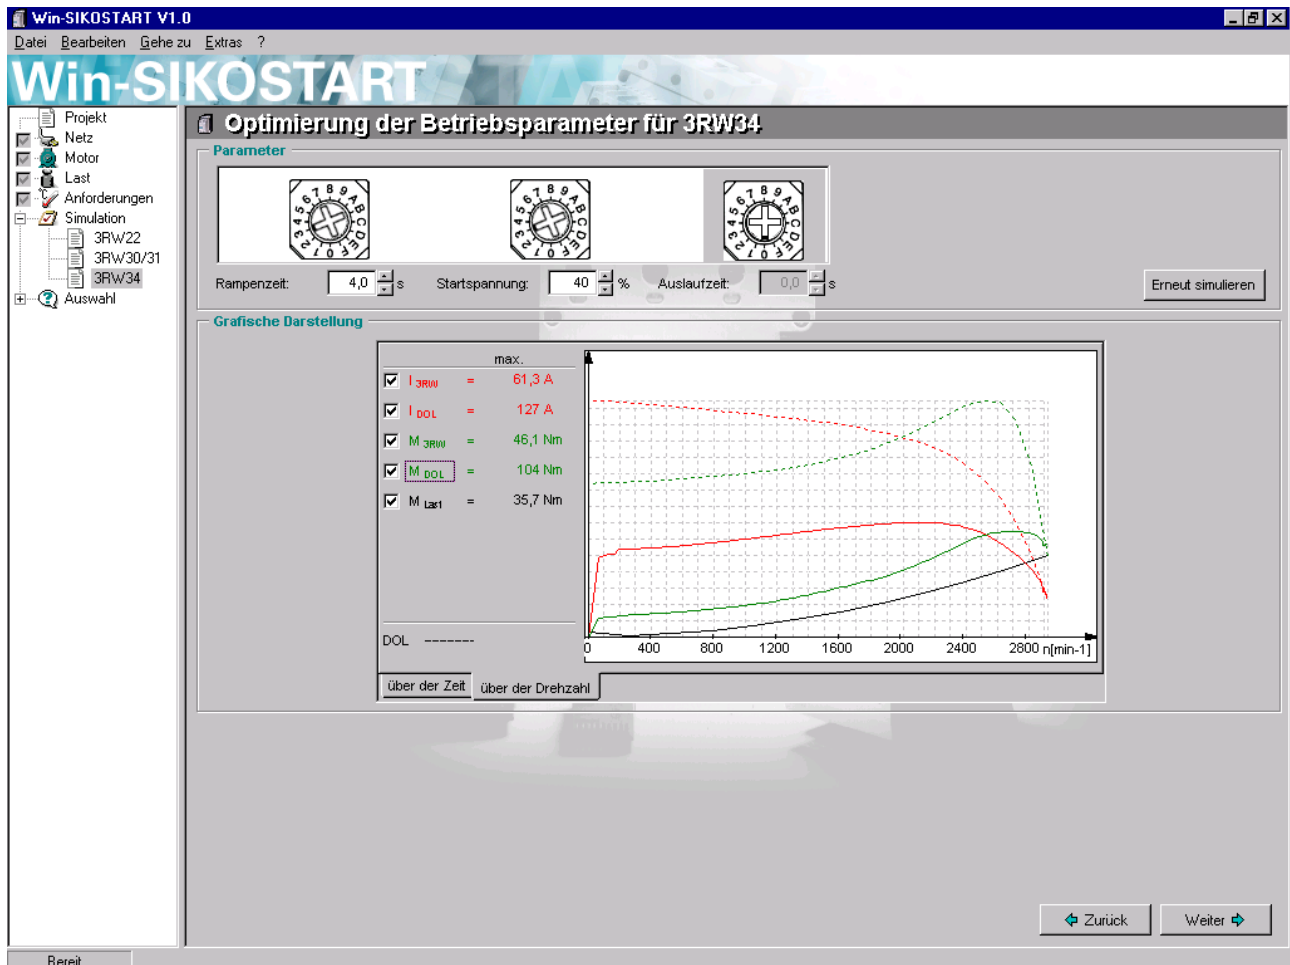 Win-SIKOSTART V1.0
Datei Bearbeiten Gehe zu Extras ?
Win-SIKOSTART
Projekt
Netz
Motor
Last
Anforderungen
Simulation
3RW22
3RW30/31
3RW34
Auswahl
Optimierung der Betriebsparameter für 3RW34
Parameter
Rampenzeit: 4,0 s Startspannung: 40 % Auslaufzeit: 0,0 s
Erneut simulieren
Grafische Darstellung
max.
I 3RW = 61,3 A
I DOL = 127 A
M 3RW = 46,1 Nm
M DOL = 104 Nm
M Last = 35,7 Nm
DOL -------
0 400 800 1200 1600 2000 2400 2800 n[min-1]
über der Zeit über der Drehzahl
Zurück Weiter
Bereit